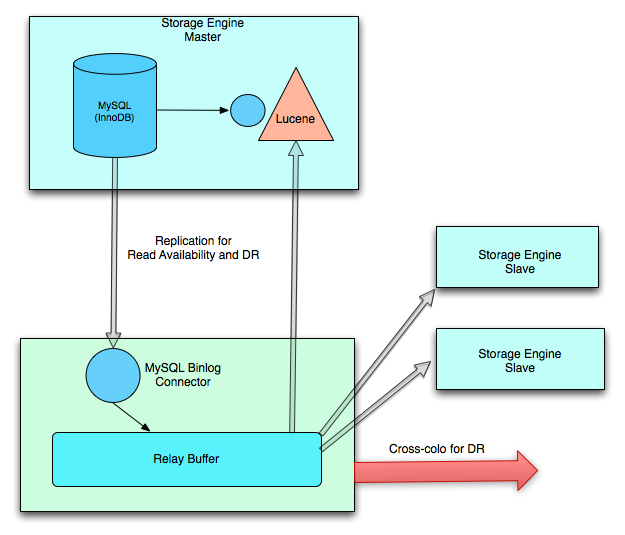 Storage Engine
Master
MySQL
(InnoDB)
Lucene
Replication for
Read Availability and DR
Storage Engine
Slave
Storage Engine
Slave
MySQL Binlog
Connector
Relay Buffer
Cross-colo for DR